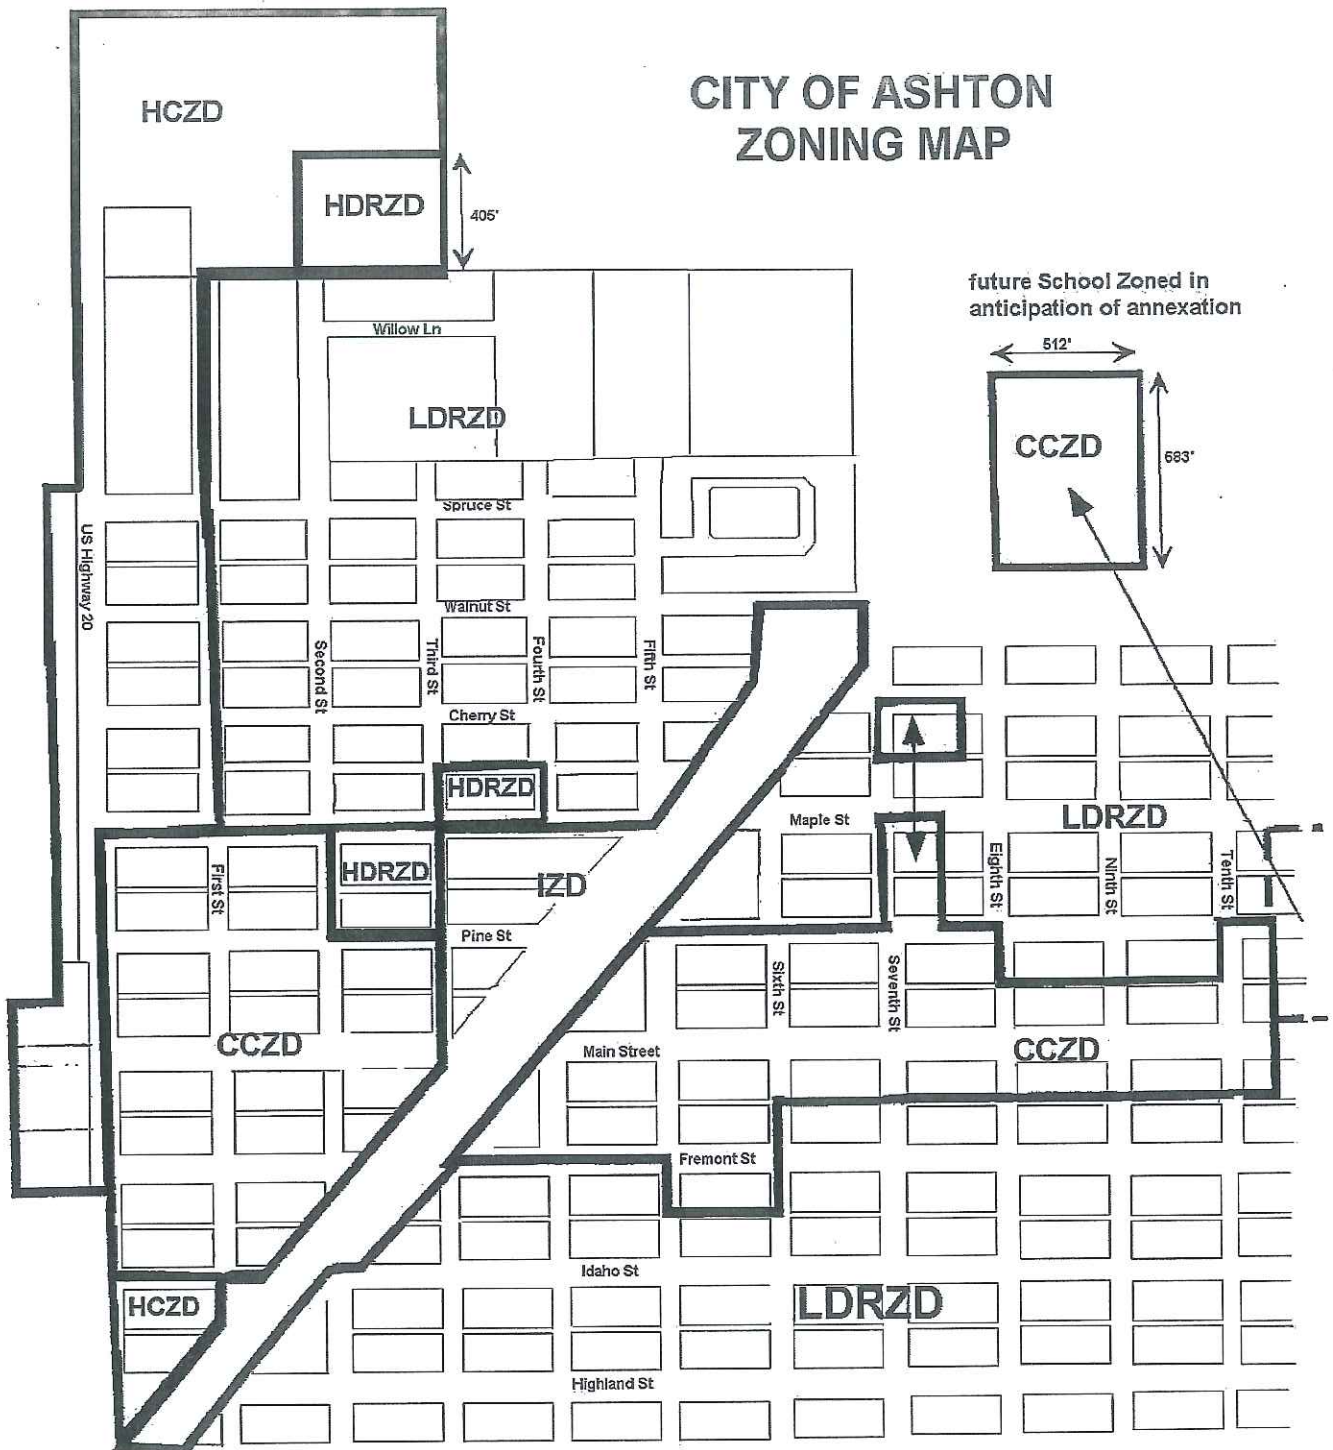 CITY OF ASHTON
ZONING MAP
HCZD
HDRZD
405'
future School Zoned in
anticipation of annexation
512'
CCZD
683'
Willow Ln
LDRZD
Spruce St
US Highway 20
Walnut St
Second St
Third St
Fourth St
Fifth St
Cherry St
HDRZD
Maple St
LDRZD
First St
HDRZD
IZD
Eighth St
Ninth St
Tenth St
Pine St
Sixth St
Seventh St
CCZD
Main Street
CCZD
Fremont St
Idaho St
HCZD
LDRZD
Highland St